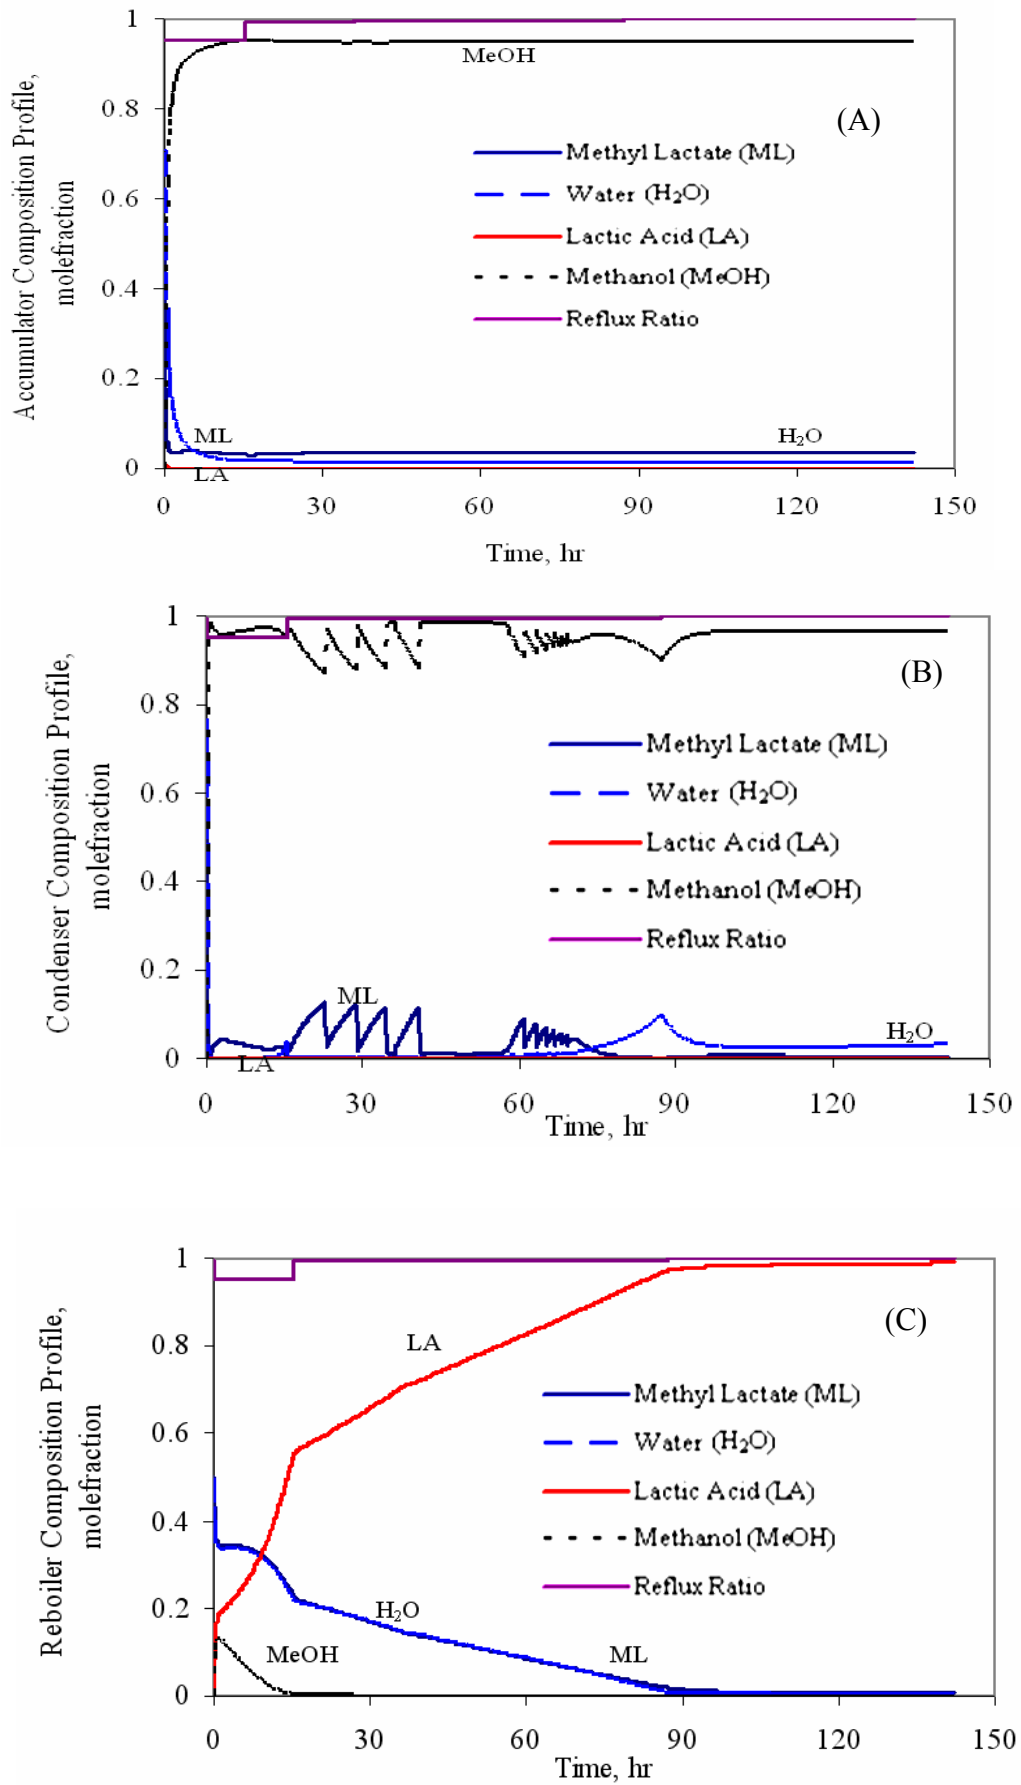 Accumulator Composition Profile,
molefraction
1
0.8
0.6
0.4
0.2
0
MeOH
(A)
Methyl Lactate (ML)
Water (H₂O)
Lactic Acid (LA)
Methanol (MeOH)
Reflux Ratio
ML
H₂O
LA
0 30 60 90 120 150
Time, hr
Condenser Composition Profile,
molefraction
1
0.8
0.6
0.4
0.2
0
(B)
Methyl Lactate (ML)
Water (H₂O)
Lactic Acid (LA)
Methanol (MeOH)
Reflux Ratio
ML
H₂O
LA
0 30 60 90 120 150
Time, hr
Reboiler Composition Profile,
molefraction
1
0.8
0.6
0.4
0.2
0
(C)
LA
Methyl Lactate (ML)
Water (H₂O)
Lactic Acid (LA)
Methanol (MeOH)
Reflux Ratio
H₂O
MeOH
ML
0 30 60 90 120 150
Time, hr